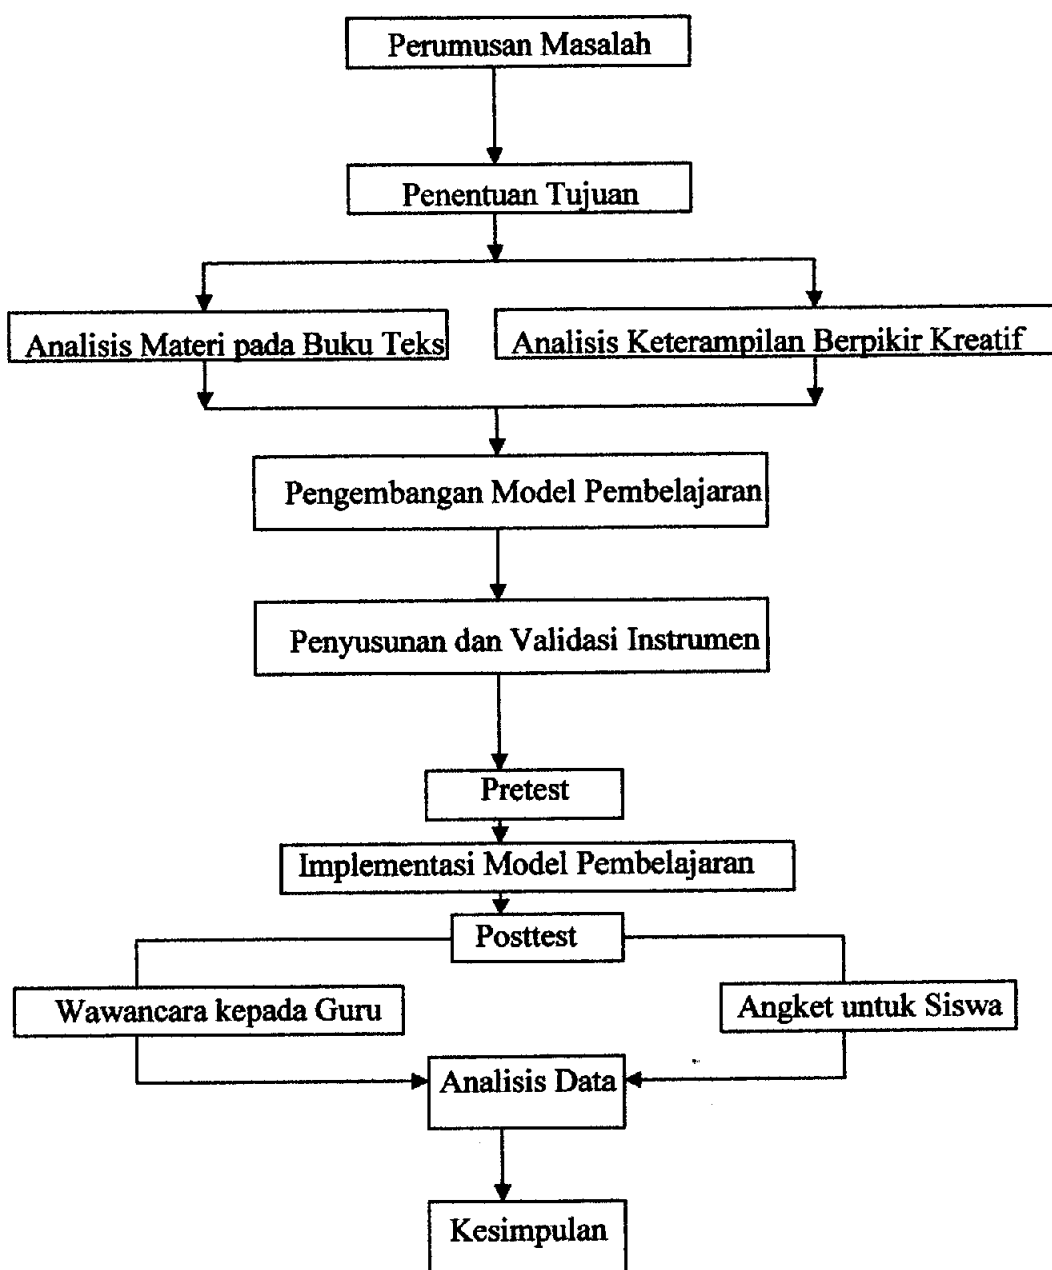 Perumusan Masalah
Penentuan Tujuan
Analisis Materi pada Buku Teks
Analisis Keterampilan Berpikir Kreatif
Pengembangan Model Pembelajaran
Penyusunan dan Validasi Instrumen
Pretest
Implementasi Model Pembelajaran
Posttest
Wawancara kepada Guru
Angket untuk Siswa
Analisis Data
Kesimpulan